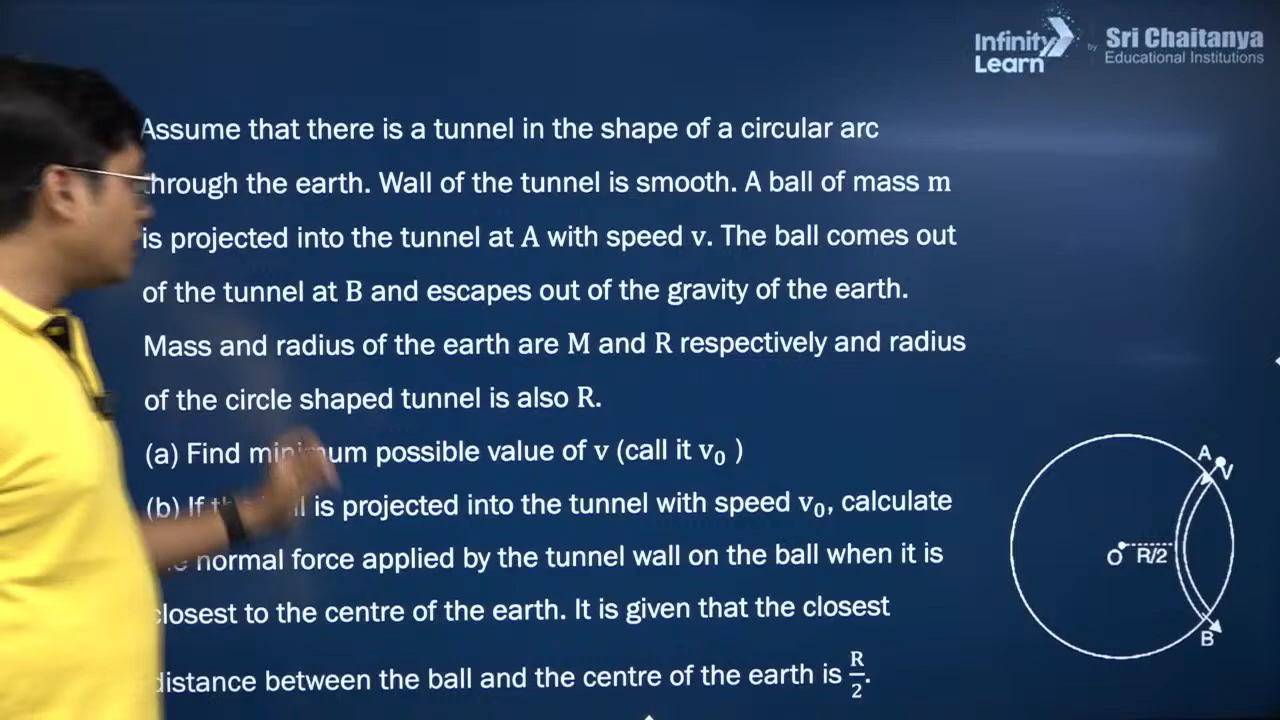 Infinity Learn by Sri Chaitanya Educational Institutions
Assume that there is a tunnel in the shape of a circular arc
through the earth. Wall of the tunnel is smooth. A ball of mass m
is projected into the tunnel at A with speed v. The ball comes out
of the tunnel at B and escapes out of the gravity of the earth.
Mass and radius of the earth are M and R respectively and radius
of the circle shaped tunnel is also R.
(a) Find minimum possible value of v (call it v₀ )
(b) If is projected into the tunnel with speed v₀, calculate
normal force applied by the tunnel wall on the ball when it is
closest to the centre of the earth. It is given that the closest
distance between the ball and the centre of the earth is R/2.
A
V
O
R/2
B